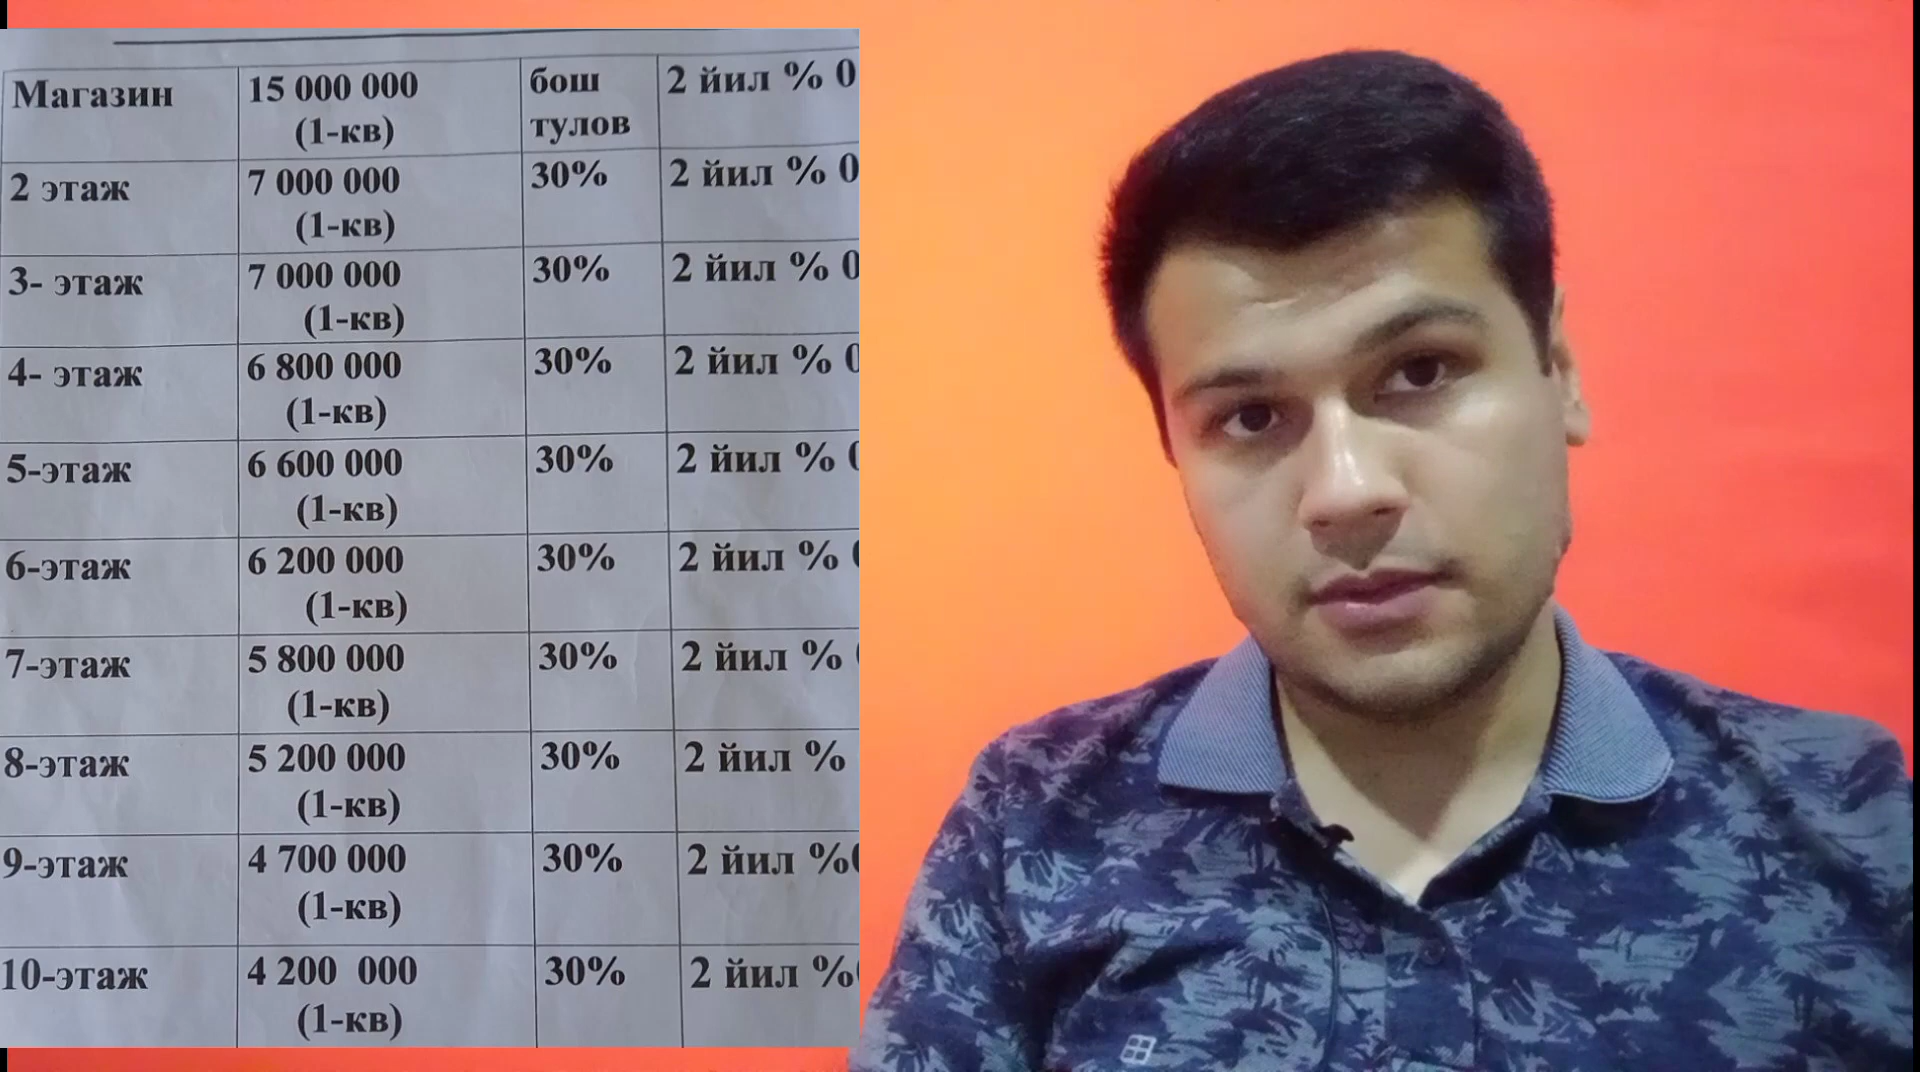 Магазин 15 000 000 бош 2 йил % 0
(1-кв) тулов
2 этаж 7 000 000 30% 2 йил % 0
(1-кв)
3- этаж 7 000 000 30% 2 йил % 0
(1-кв)
4- этаж 6 800 000 30% 2 йил % 0
(1-кв)
5-этаж 6 600 000 30% 2 йил % 0
(1-кв)
6-этаж 6 200 000 30% 2 йил %
(1-кв)
7-этаж 5 800 000 30% 2 йил %
(1-кв)
8-этаж 5 200 000 30% 2 йил %
(1-кв)
9-этаж 4 700 000 30% 2 йил %
(1-кв)
10-этаж 4 200 000 30% 2 йил %
(1-кв)